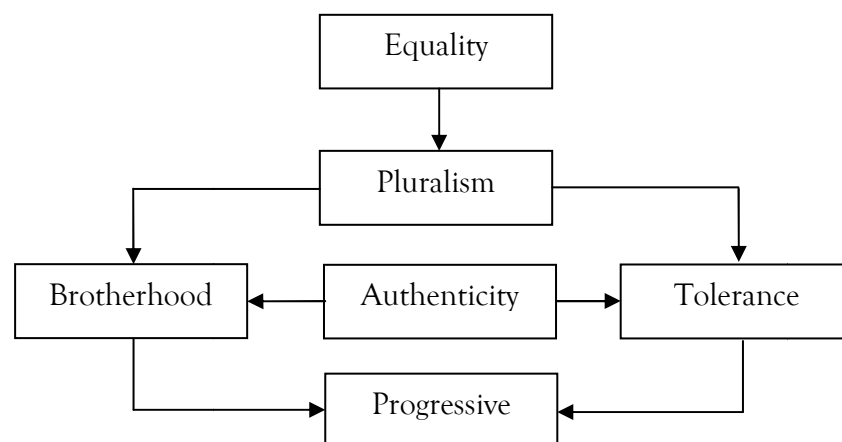 Equality
Pluralism
Brotherhood
Authenticity
Tolerance
Progressive